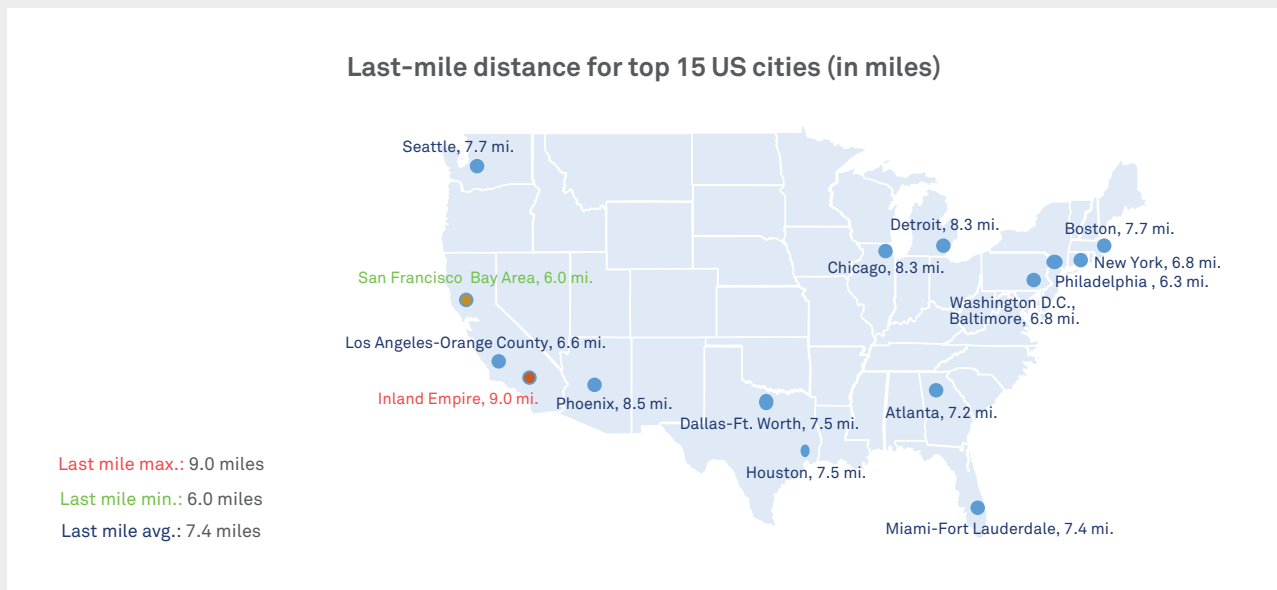 Last-mile distance for top 15 US cities (in miles)
Seattle, 7.7 mi.
Detroit, 8.3 mi.
Boston, 7.7 mi.
Chicago, 8.3 mi.
New York, 6.8 mi.
San Francisco Bay Area, 6.0 mi.
Philadelphia , 6.3 mi.
Washington D.C.,
Baltimore, 6.8 mi.
Los Angeles-Orange County, 6.6 mi.
Inland Empire, 9.0 mi.
Phoenix, 8.5 mi.
Atlanta, 7.2 mi.
Dallas-Ft. Worth, 7.5 mi.
Houston, 7.5 mi.
Miami-Fort Lauderdale, 7.4 mi.
Last mile max.: 9.0 miles
Last mile min.: 6.0 miles
Last mile avg.: 7.4 miles